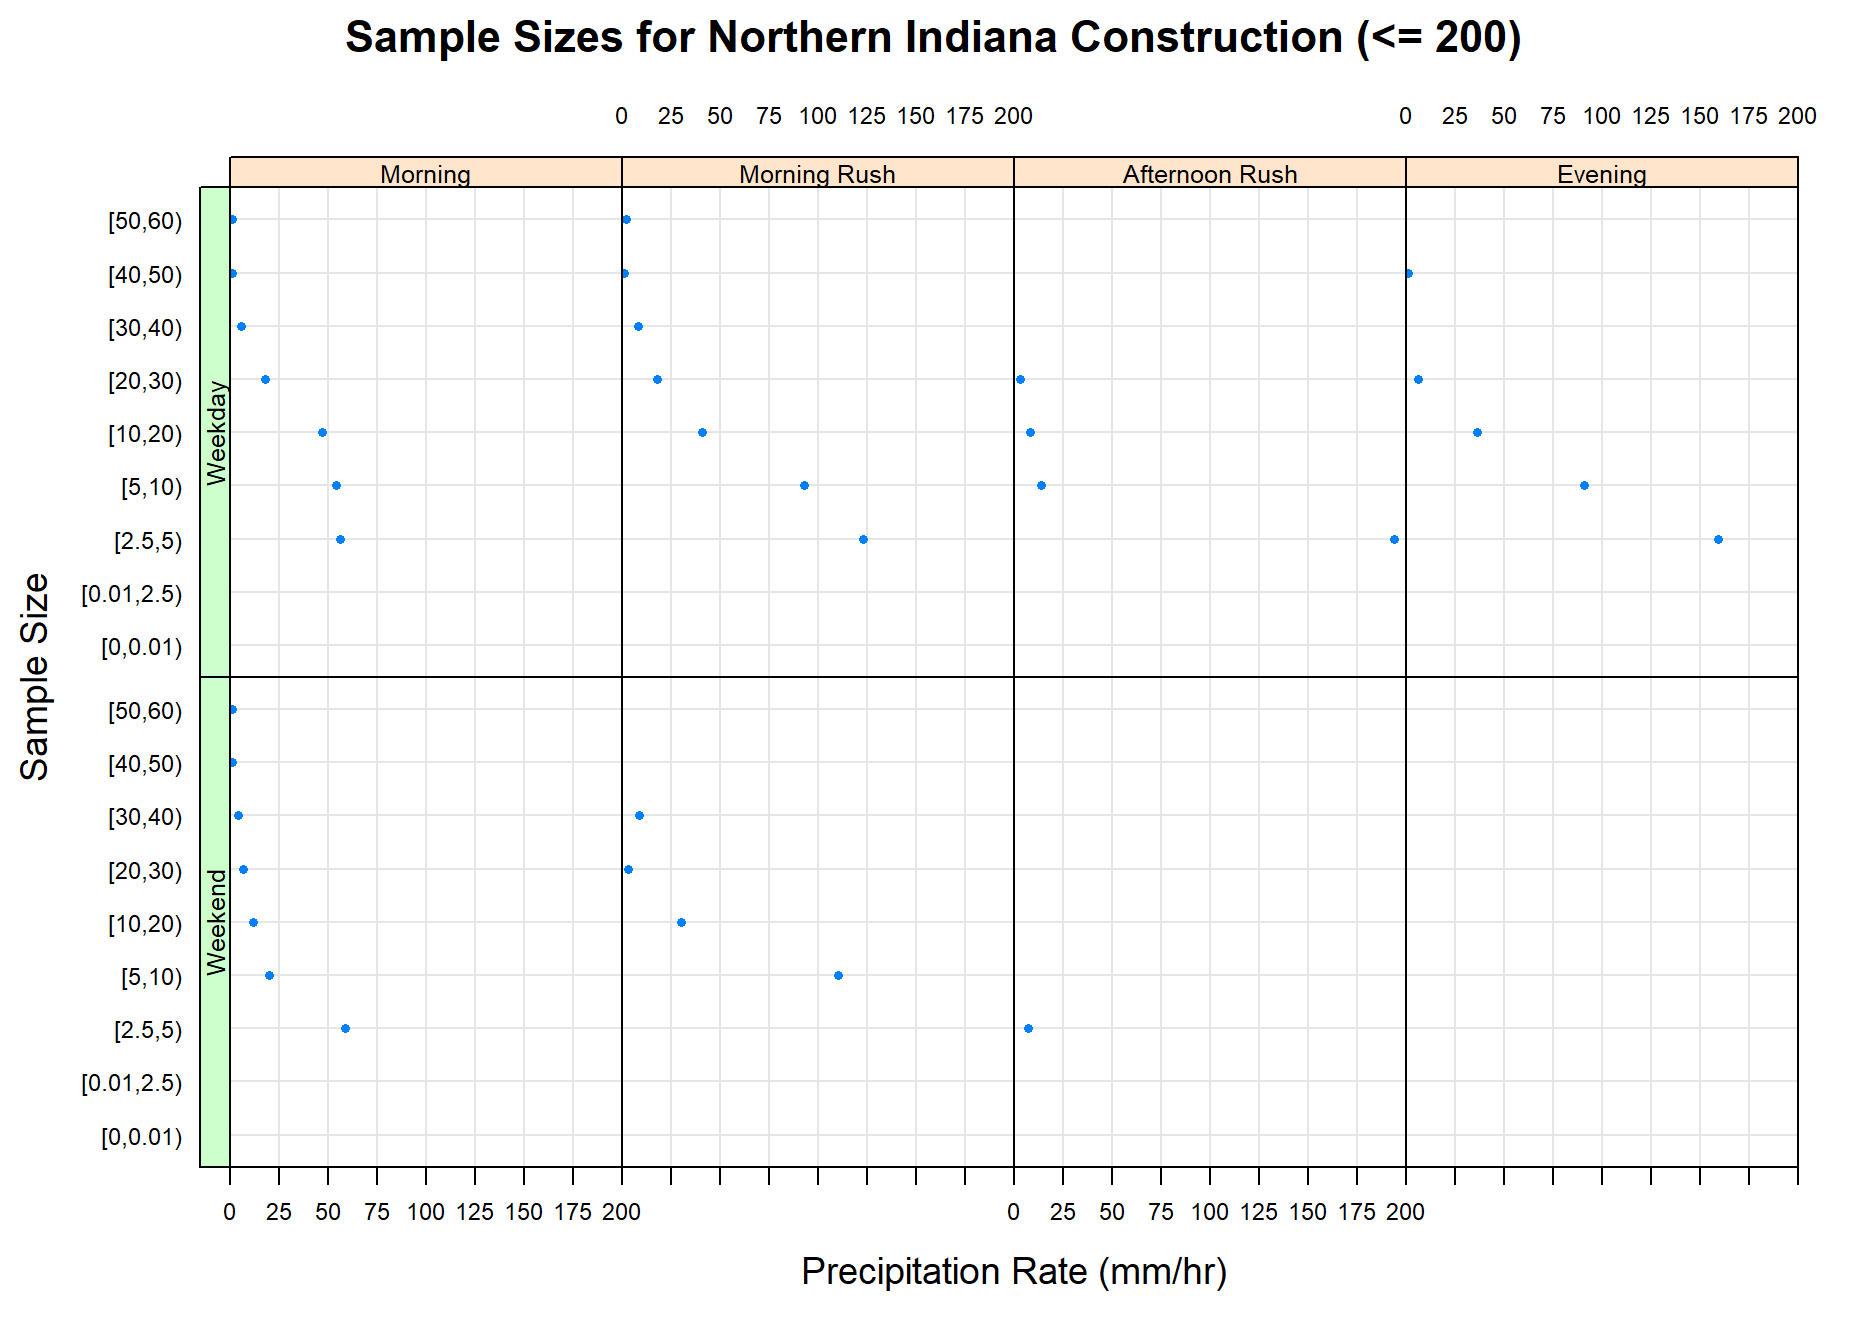 Sample Sizes for Northern Indiana Construction (<= 200)
0 25 50 75 100 125 150 175 200 0 25 50 75 100 125 150 175 200
Morning Morning Rush Afternoon Rush Evening
Sample Size
Weekday
[50,60)
[40,50)
[30,40)
[20,30)
[10,20)
[5,10)
[2.5,5)
[0.01,2.5)
[0,0.01)
Weekend
[50,60)
[40,50)
[30,40)
[20,30)
[10,20)
[5,10)
[2.5,5)
[0.01,2.5)
[0,0.01)
0 25 50 75 100 125 150 175 200 0 25 50 75 100 125 150 175 200
Precipitation Rate (mm/hr)